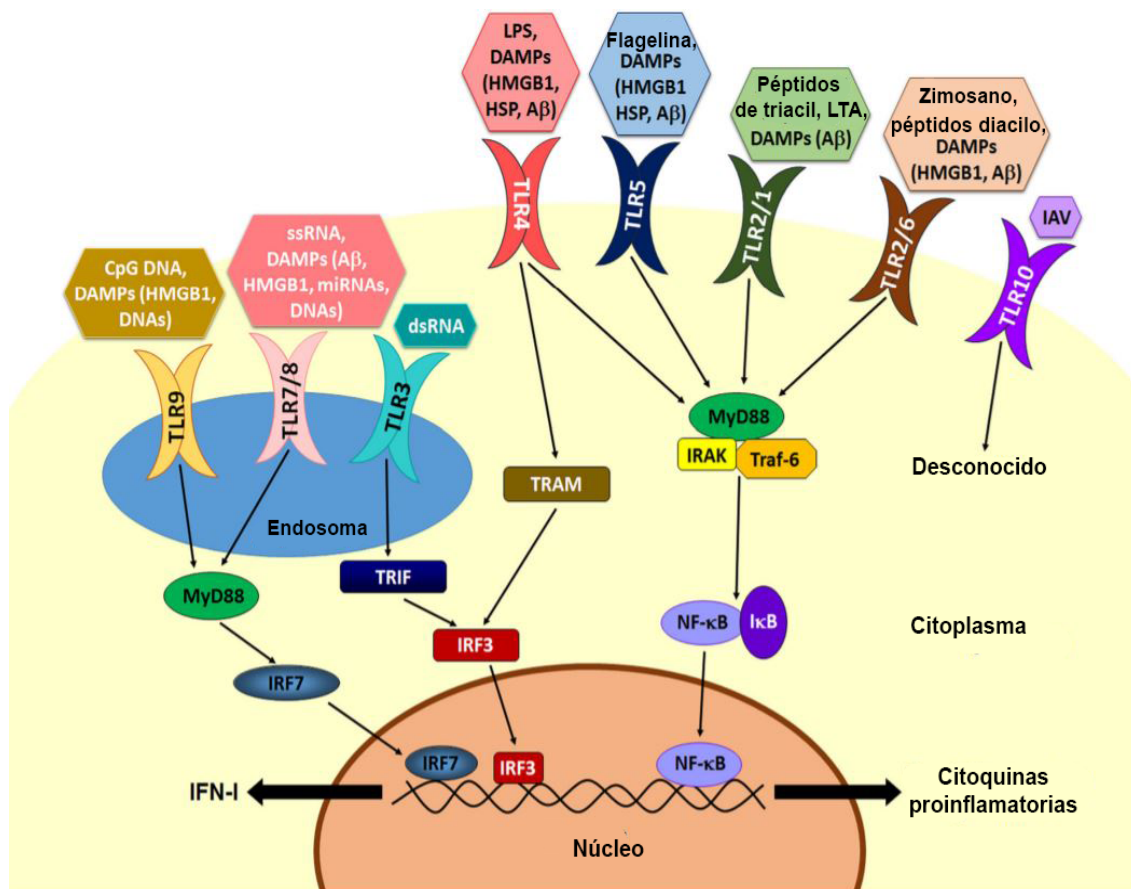 LPS,
DAMPs
(HMGB1,
HSP, Aβ)
TLR4
Flagelina,
DAMPs
(HMGB1
HSP, Aβ)
TLR5
Péptidos
de triacil, LTA,
DAMPs (Aβ)
TLR2/1
Zimosano,
péptidos diacilo,
DAMPs
(HMGB1, Aβ)
TLR2/6
IAV
TLR10
CpG DNA,
DAMPs (HMGB1,
DNAs)
TLR9
ssRNA,
DAMPs (Aβ,
HMGB1, miRNAs,
DNAs)
TLR7/8
dsRNA
TLR3
MyD88
IRAK
Traf-6
Desconocido
TRAM
Endosoma
TRIF
MyD88
IRF3
NF-κB
IκB
Citoplasma
IRF7
IRF7
IRF3
NF-κB
IFN-I
Citoquinas
proinflamatorias
Núcleo